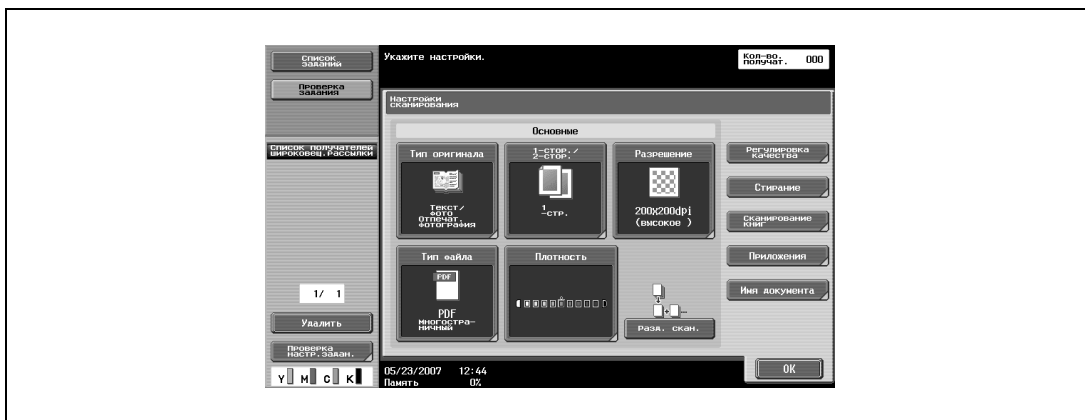 Список
заданий
Проверка
задания
Список получателей
широковещ.рассылки
1/ 1
Удалить
Проверка
настр.задан.
Y M C K
Укажите настройки.
Кол-во.
получат. 000
Настройки
сканирования
Основные
Тип оригинала
Текст/
Фото
Отпечат.
Фотография
1-СТОР./
2-СТОР.
1
-СТР.
Разрешение
200x200dpi
(высокое )
Тип файла
PDF
PDF
многостра-
ничный
Плотность
Разд. скан.
Регулировка
качества
Стирание
Сканирование
книг
Приложения
Имя документа
05/23/2007 12:44
Память 0%
OK